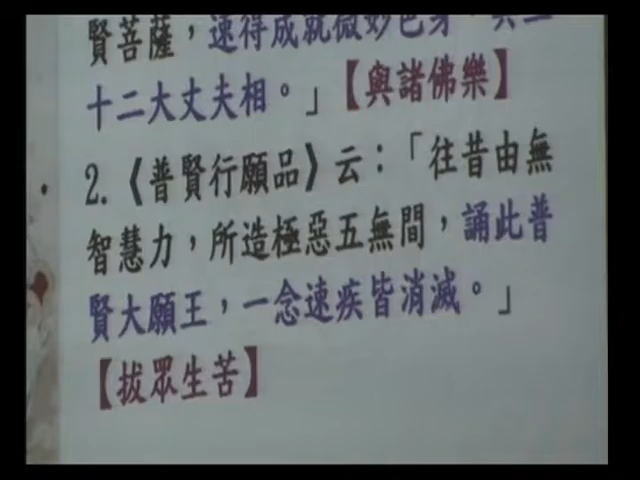 賢菩薩，速得成就微妙色身，具三
十二大丈夫相。」【與諸佛樂】
2.《普賢行願品》云：「往昔由無
智慧力，所造極惡五無間，誦此普
賢大願王，一念速疾皆消滅。」
【拔眾生苦】